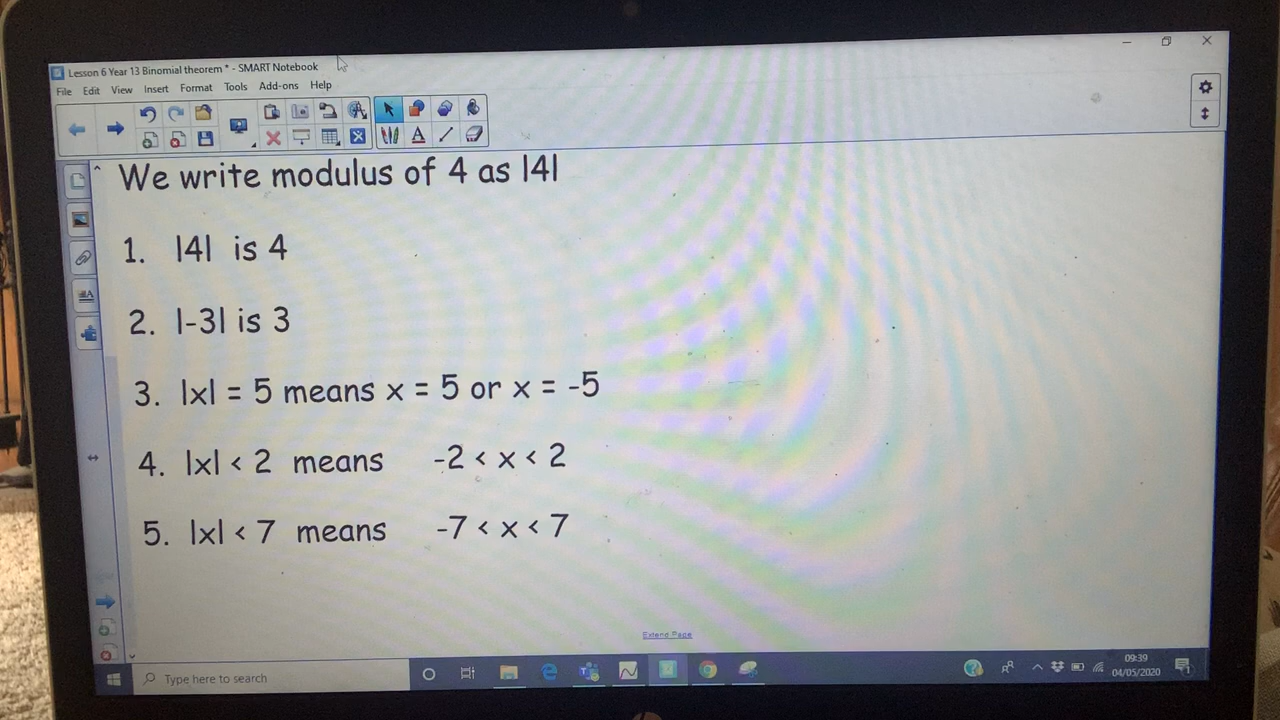 Lesson 6 Year 13 Binomial theorem * - SMART Notebook
File Edit View Insert Format Tools Add-ons Help
We write modulus of 4 as |4|
1. |4| is 4
2. |-3| is 3
3. |x| = 5 means x = 5 or x = -5
4. |x| < 2 means -2 < x < 2
5. |x| < 7 means -7 < x < 7
Extend Page
Type here to search
09:39
04/05/2020